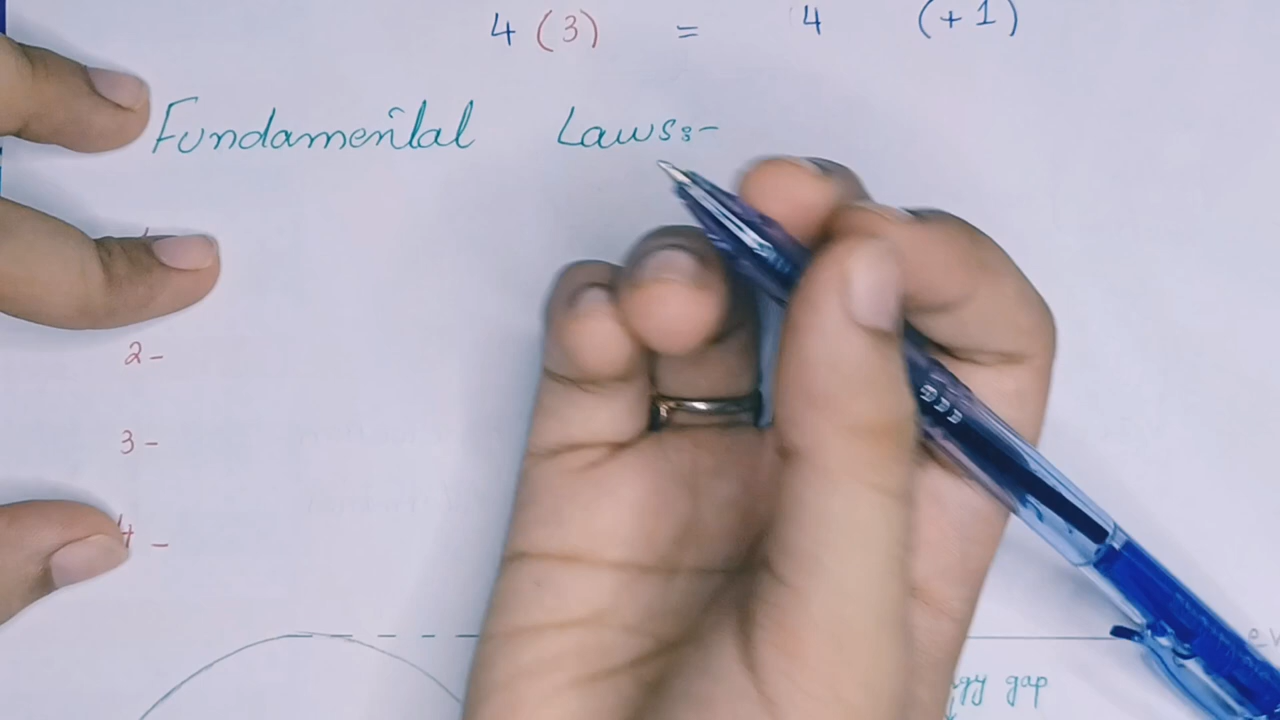 4 (3) = 4 (+1)
Fundamental Laws:-
2-
3-
4-
gap